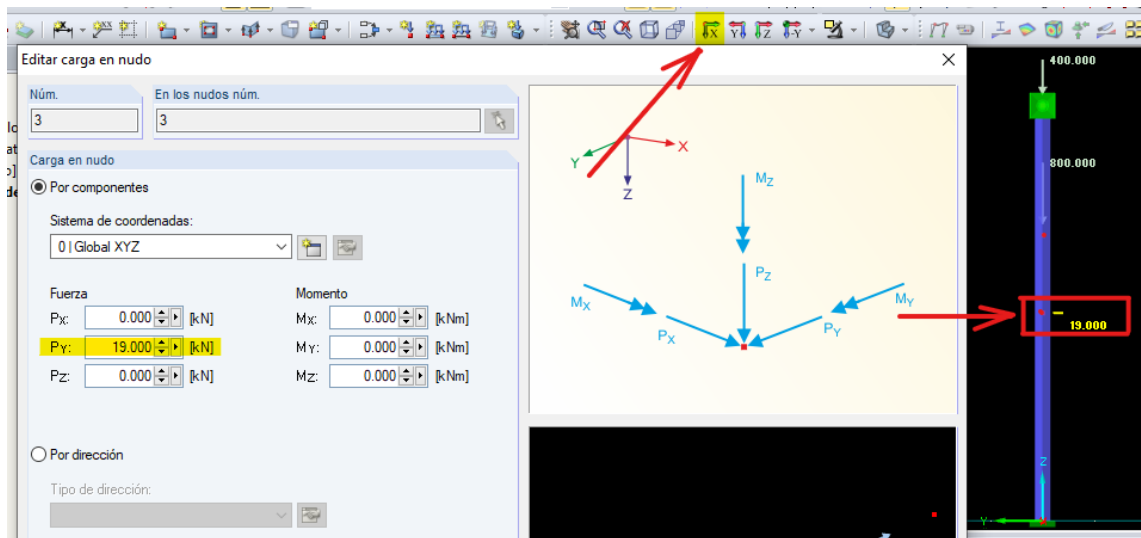 X Y Z -Y
Editar carga en nudo
Núm.
En los nudos núm.
3
3
Carga en nudo
Por componentes
Sistema de coordenadas:
0 | Global XYZ
Fuerza
Momento
PX: 0.000 [kN]
MX: 0.000 [kNm]
PY: 19.000 [kN]
MY: 0.000 [kNm]
PZ: 0.000 [kN]
MZ: 0.000 [kNm]
Por dirección
Tipo de dirección:
X
Y
Z
MZ
PZ
MX
MY
PX
PY
400.000
800.000
19.000
Z
Y